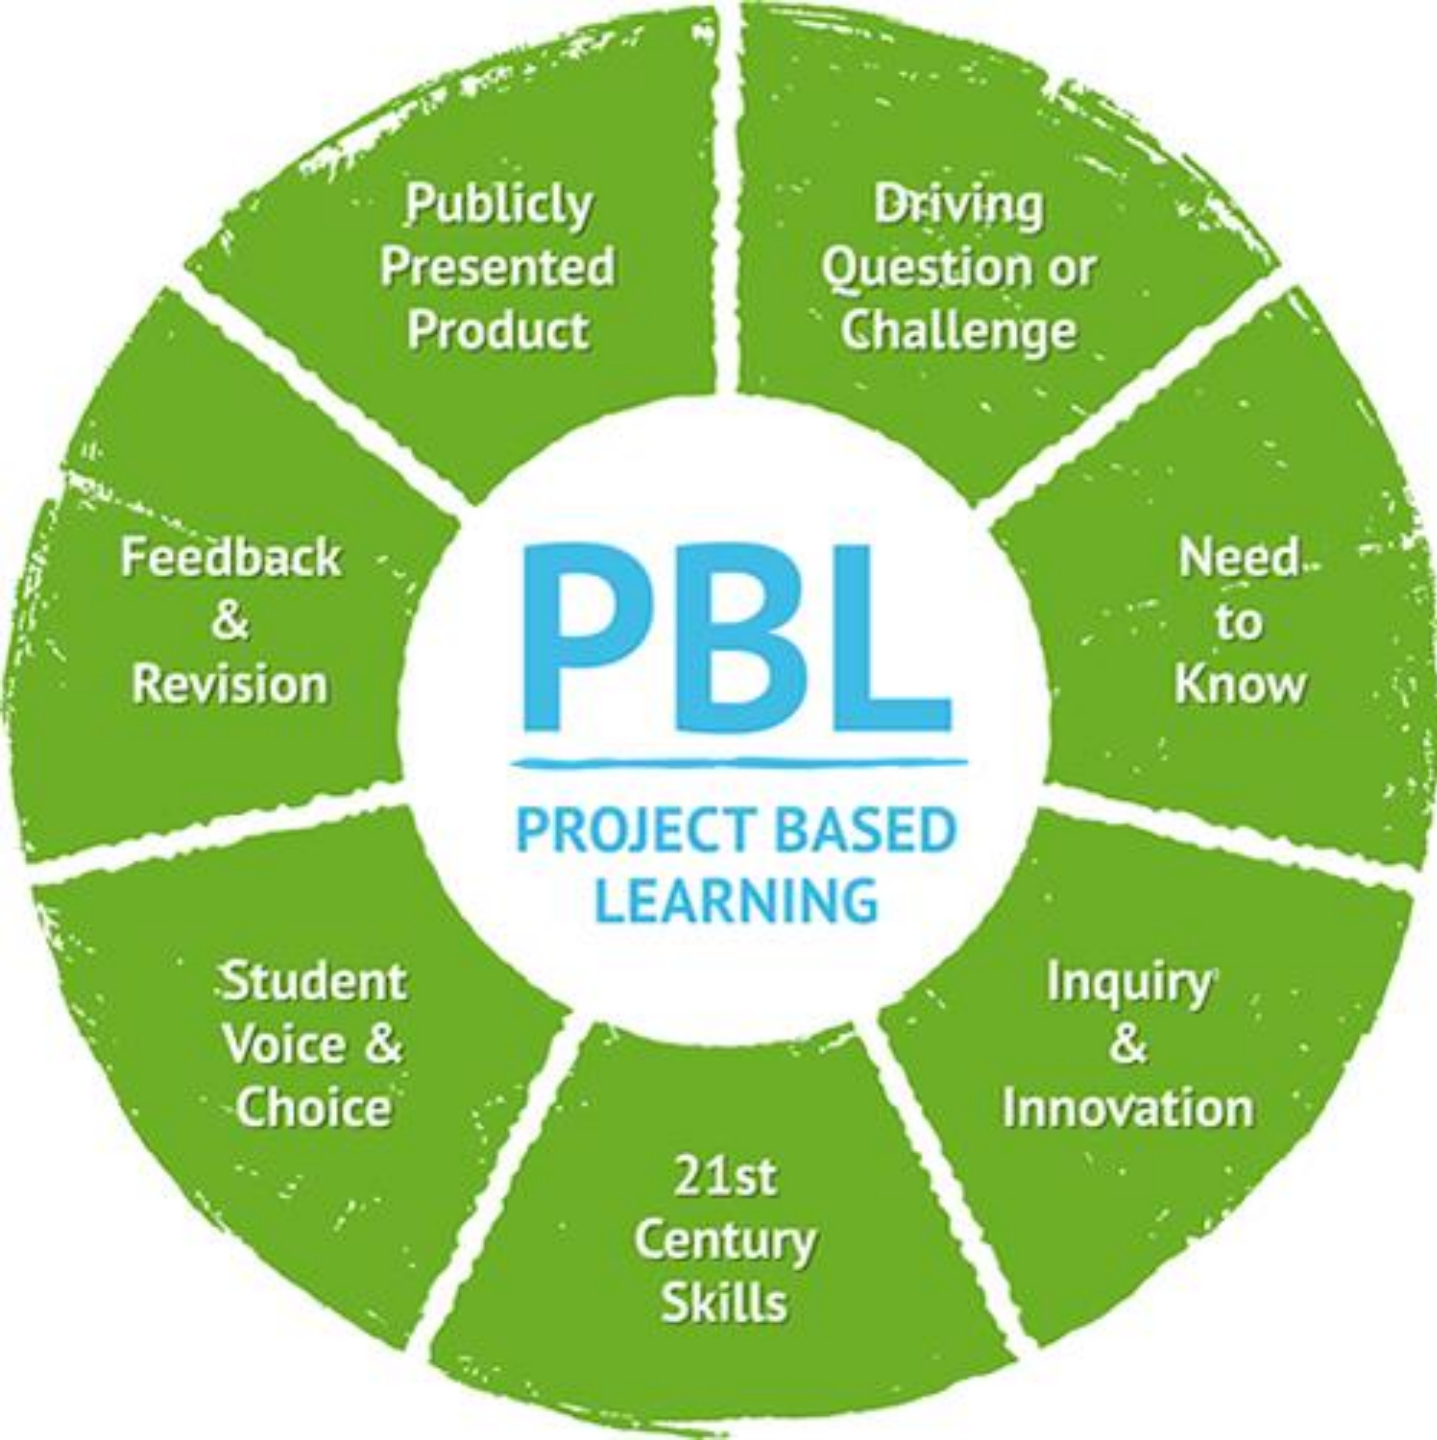 Publicly
Presented
Product
Driving
Question or
Challenge
Need
to
Know
Inquiry
&
Innovation
21st
Century
Skills
Student
Voice &
Choice
Feedback
&
Revision
PBL
PROJECT BASED
LEARNING